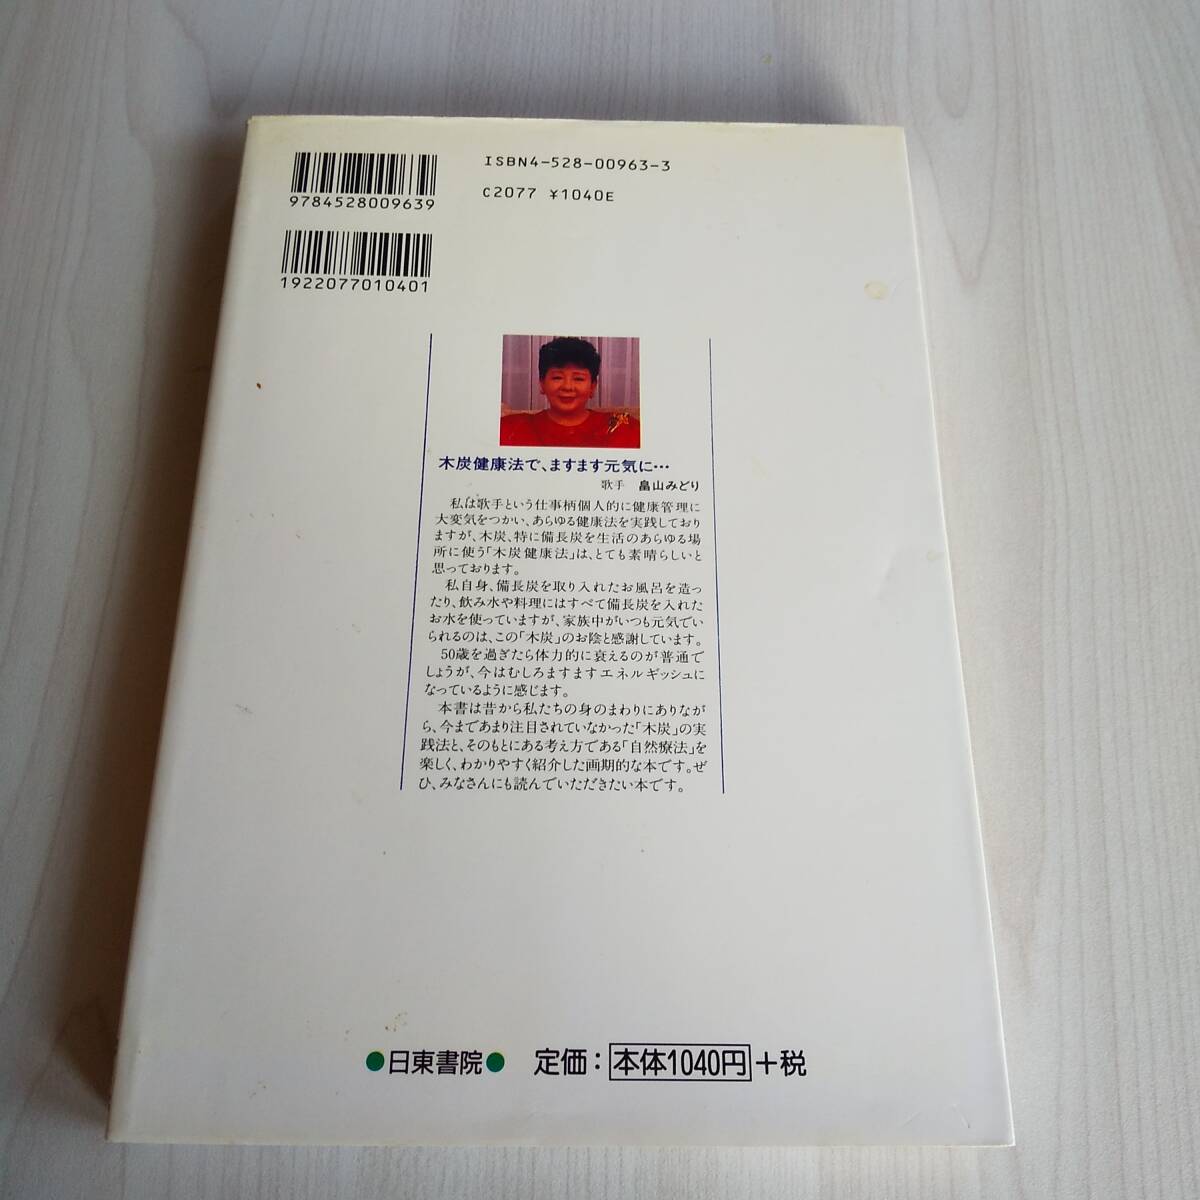 ISBN4-528-00963-3
C2077 ¥1040E
9784528009639
1922077010401
木炭健康法で、ますます元気に…
歌手 畠山みどり
私は歌手という仕事柄個人的に健康管理に
大変気をつかい、あらゆる健康法を実践しており
ますが、木炭、特に備長炭を生活のあらゆる場
所に使う「木炭健康法」は、とても素晴らしいと
思っております。
私自身、備長炭を取り入れたお風呂を造っ
たり、飲み水や料理にはすべて備長炭を入れた
お水を使っていますが、家族中がいつも元気でい
られるのは、この「木炭」のお陰と感謝しています。
50歳を過ぎたら体力的に衰えるのが普通で
しょうが、今はむしろますますエネルギッシュに
なっているように感じます。
本書は昔から私たちの身のまわりにありなが
ら、今まであまり注目されていなかった「木炭」の実
践法と、そのもとにある考え方である「自然療法」を
楽しく、わかりやすく紹介した画期的な本です。ぜ
ひ、みなさんにも読んでいただきたい本です。
●日東書院● 定価：本体1040円+税